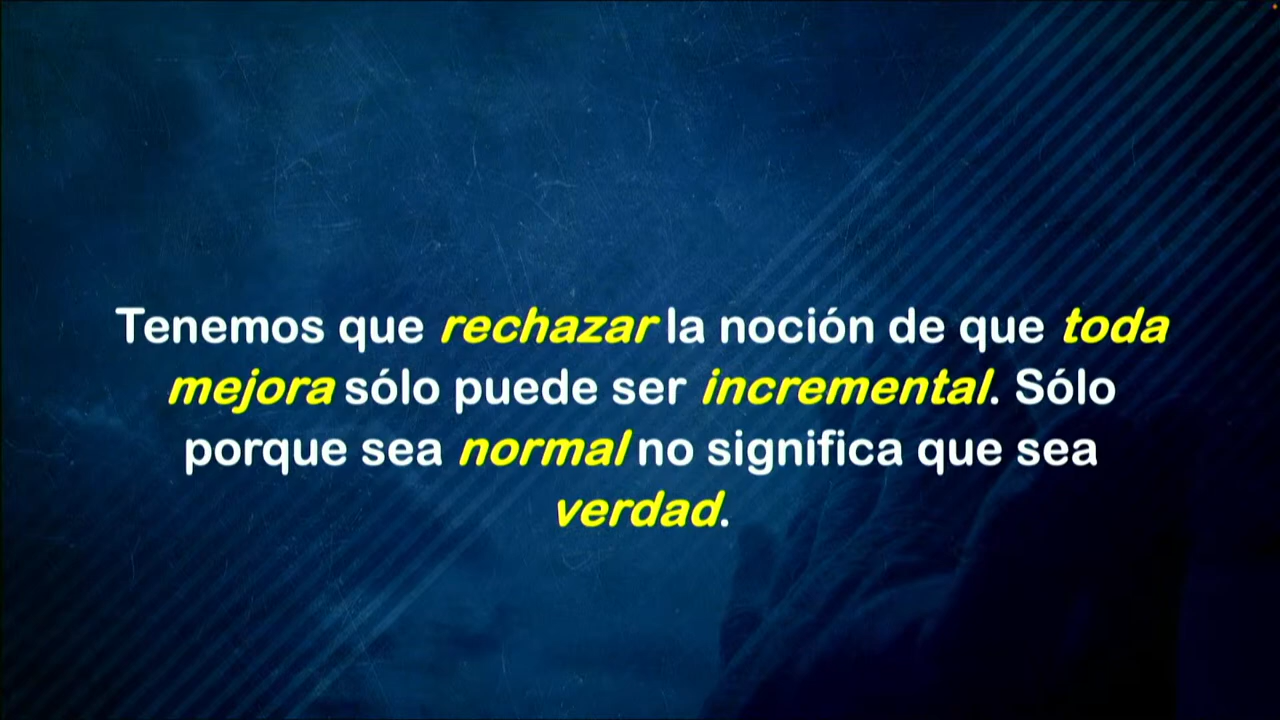 Tenemos que rechazar la noción de que toda
mejora sólo puede ser incremental. Sólo
porque sea normal no significa que sea
verdad.